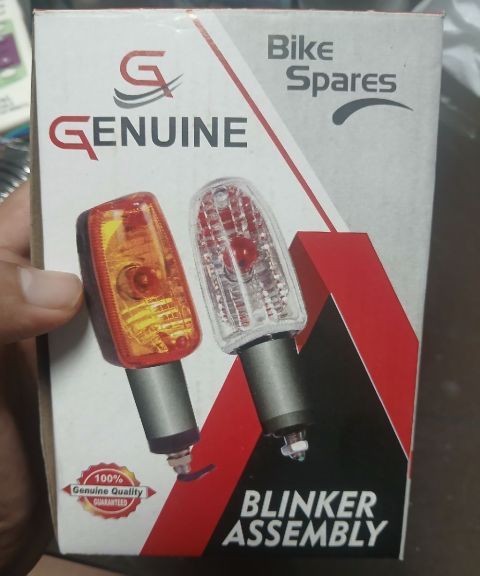 Bike
Spares
GENUINE
100%
Genuine Quality
GUARANTEED
BLINKER
ASSEMBLY